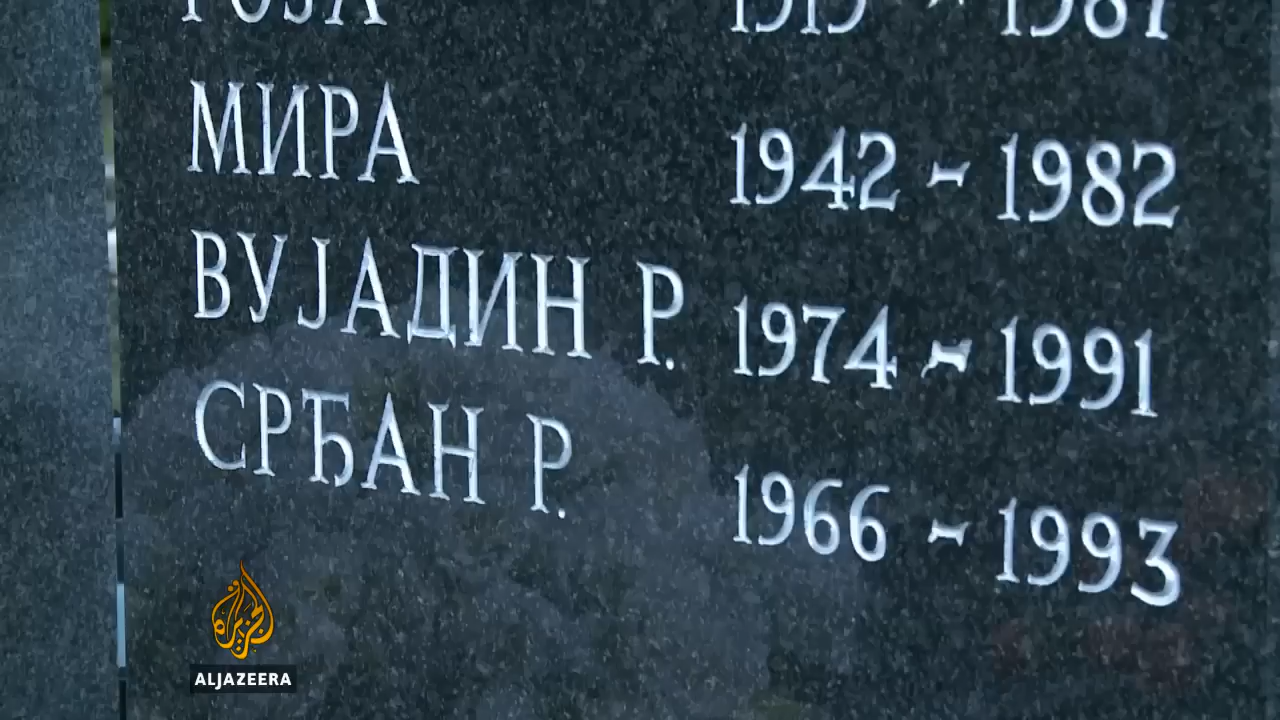 МИРА 1942 - 1982
ВУЈАДИН Р. 1974 - 1991
СРЂАН Р. 1966 - 1993
ALJAZEERA